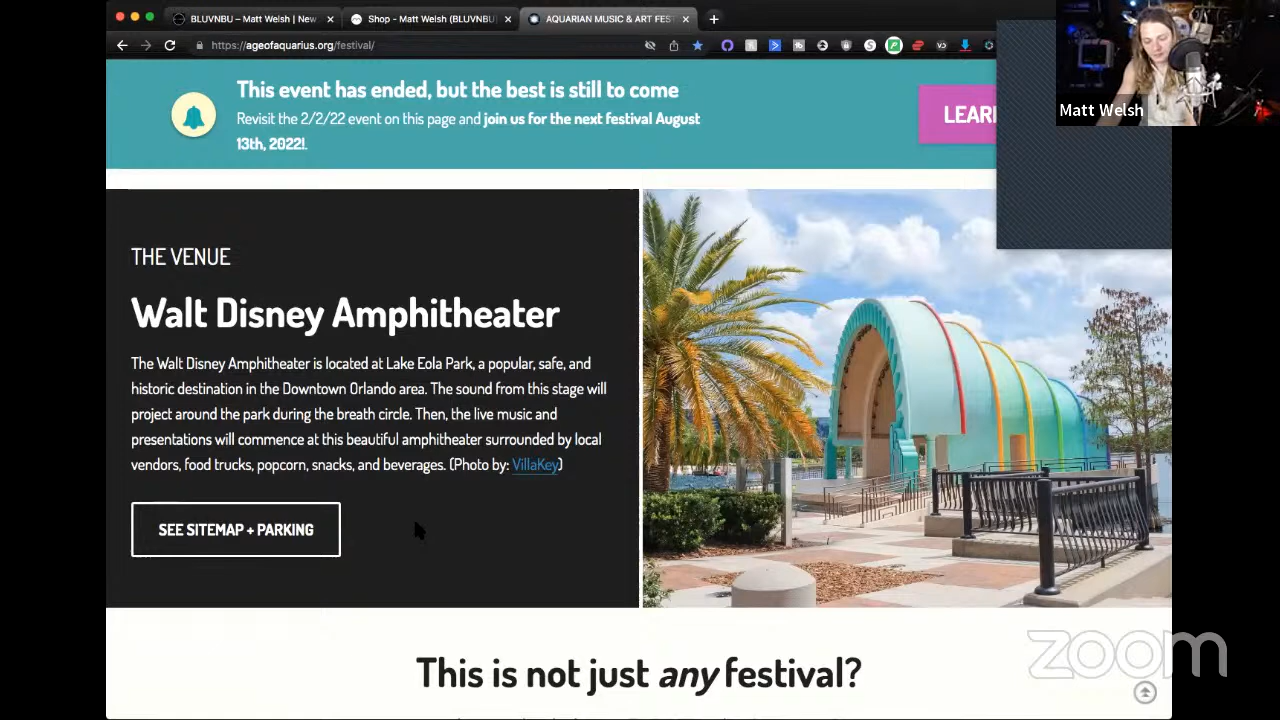 BLUVNBU – Matt Welsh | New
Shop - Matt Welsh (BLUVNBU
AQUARIAN MUSIC & ART FES
https://ageofaquarius.org/festival/
This event has ended, but the best is still to come
Revisit the 2/2/22 event on this page and join us for the next festival August
13th, 2022!.
LEAR
Matt Welsh
THE VENUE
Walt Disney Amphitheater
The Walt Disney Amphitheater is located at Lake Eola Park, a popular, safe, and
historic destination in the Downtown Orlando area. The sound from this stage will
project around the park during the breath circle. Then, the live music and
presentations will commence at this beautiful amphitheater surrounded by local
vendors, food trucks, popcorn, snacks, and beverages. (Photo by: VillaKey)
SEE SITEMAP + PARKING
This is not just any festival?
zoom